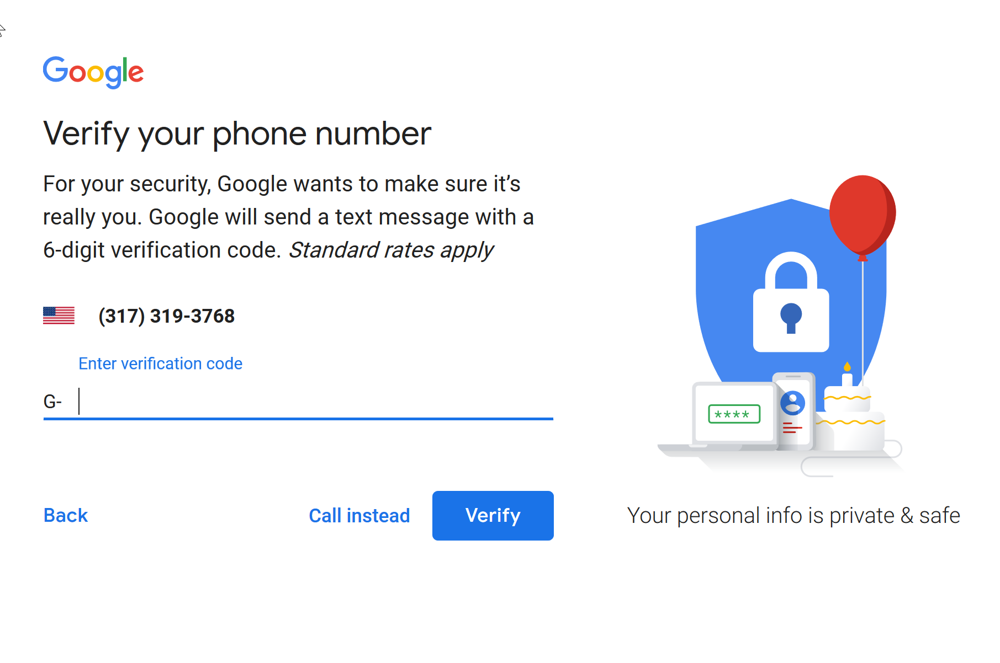 Google
Verify your phone number
For your security, Google wants to make sure it’s
really you. Google will send a text message with a
6-digit verification code. Standard rates apply
(317) 319-3768
Enter verification code
G-
****
Back
Call instead
Verify
Your personal info is private & safe